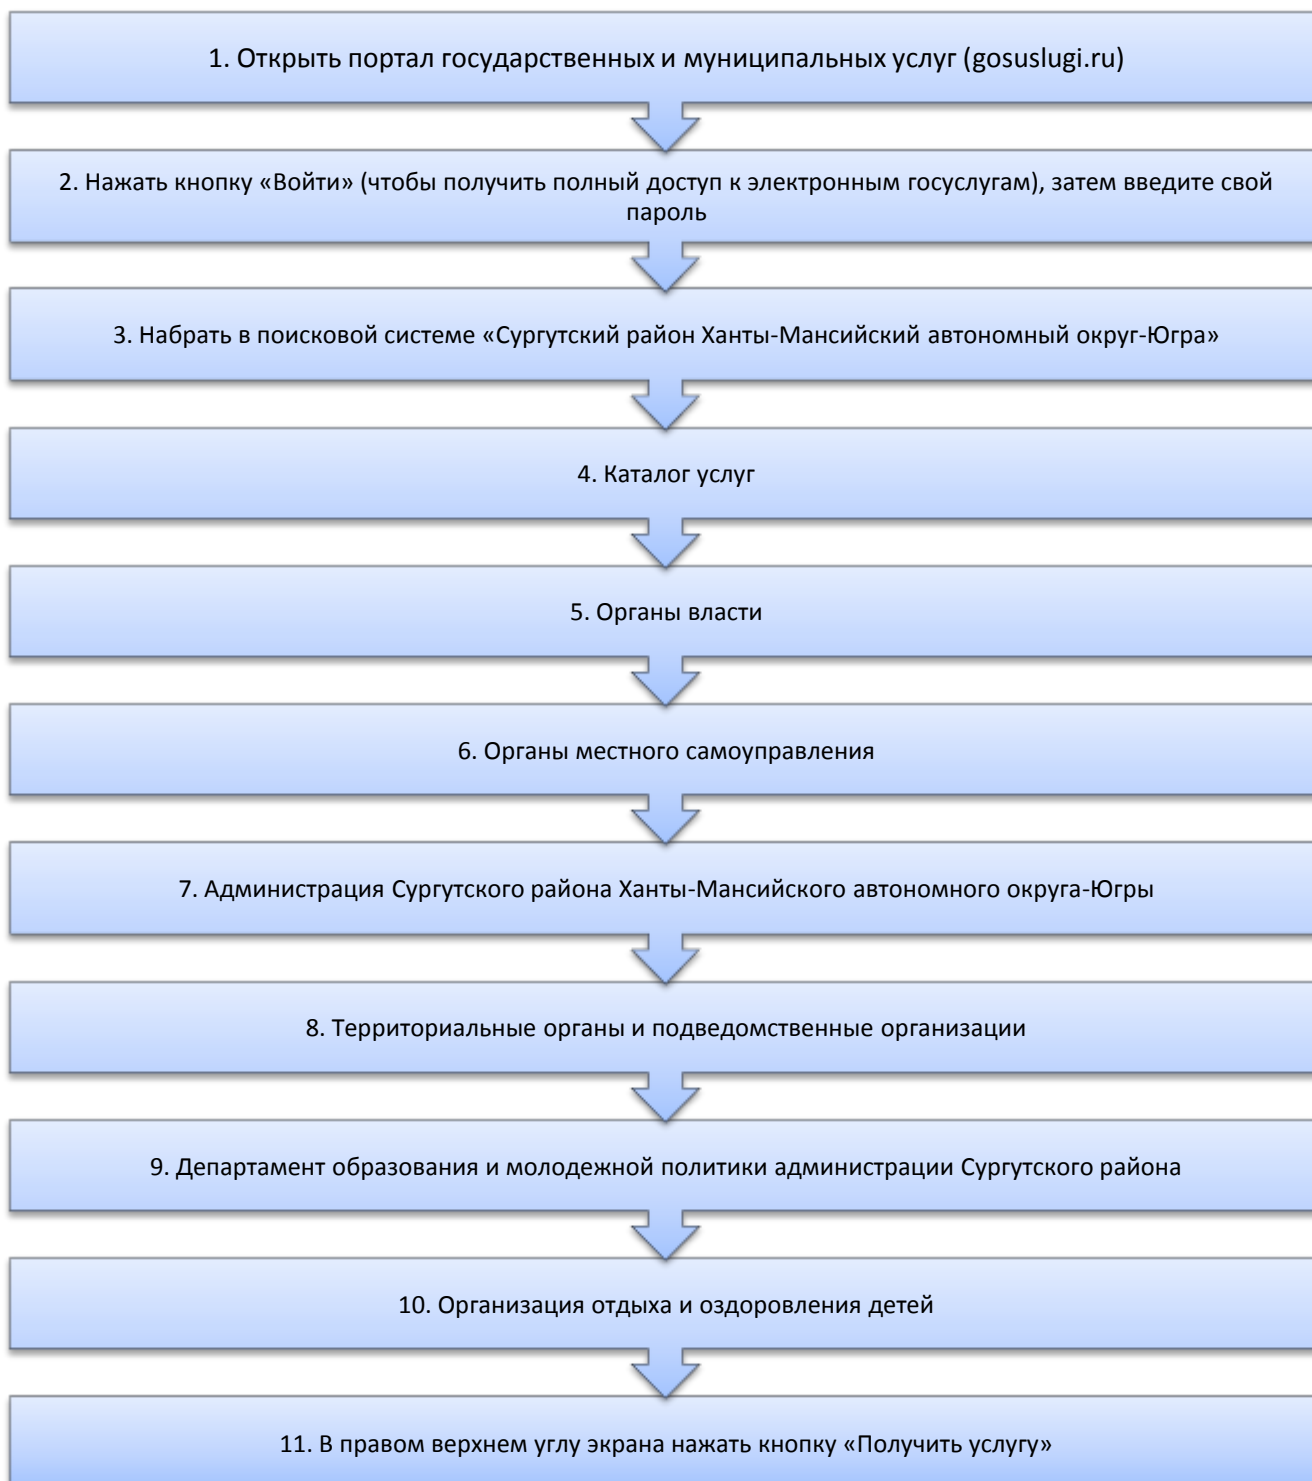 1. Открыть портал государственных и муниципальных услуг (gosuslugi.ru)
2. Нажать кнопку «Войти» (чтобы получить полный доступ к электронным госуслугам), затем введите свой
пароль
3. Набрать в поисковой системе «Сургутский район Ханты-Мансийский автономный округ-Югра»
4. Каталог услуг
5. Органы власти
6. Органы местного самоуправления
7. Администрация Сургутского района Ханты-Мансийского автономного округа-Югры
8. Территориальные органы и подведомственные организации
9. Департамент образования и молодежной политики администрации Сургутского района
10. Организация отдыха и оздоровления детей
11. В правом верхнем углу экрана нажать кнопку «Получить услугу»